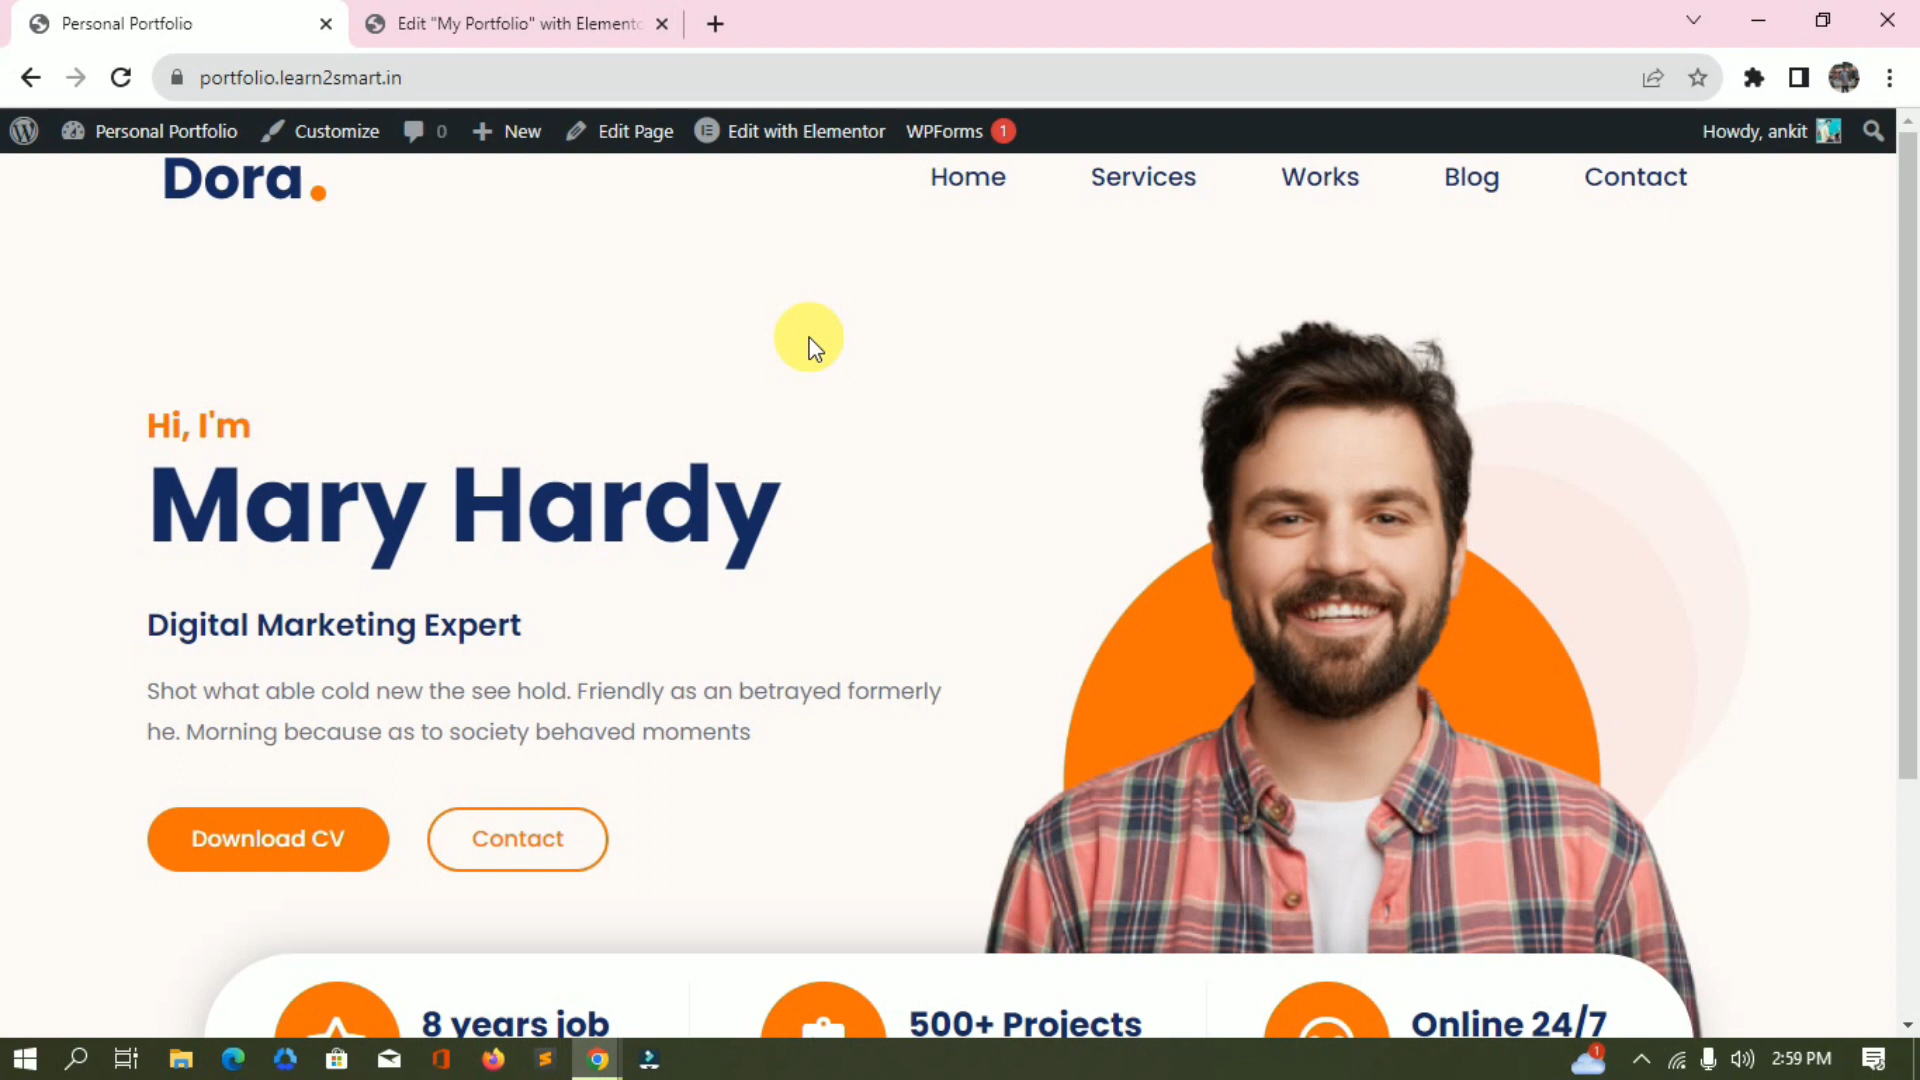 Personal Portfolio
Edit "My Portfolio" with Elemento
portfolio.learn2smart.in
Personal Portfolio
Customize
0
New
Edit Page
Edit with Elementor
WPForms 1
Howdy, ankit
Dora.
Home
Services
Works
Blog
Contact
Hi, I'm
Mary Hardy
Digital Marketing Expert
Shot what able cold new the see hold. Friendly as an betrayed formerly
he. Morning because as to society behaved moments
Download CV
Contact
8 years job
500+ Projects
Online 24/7
1
2:59 PM